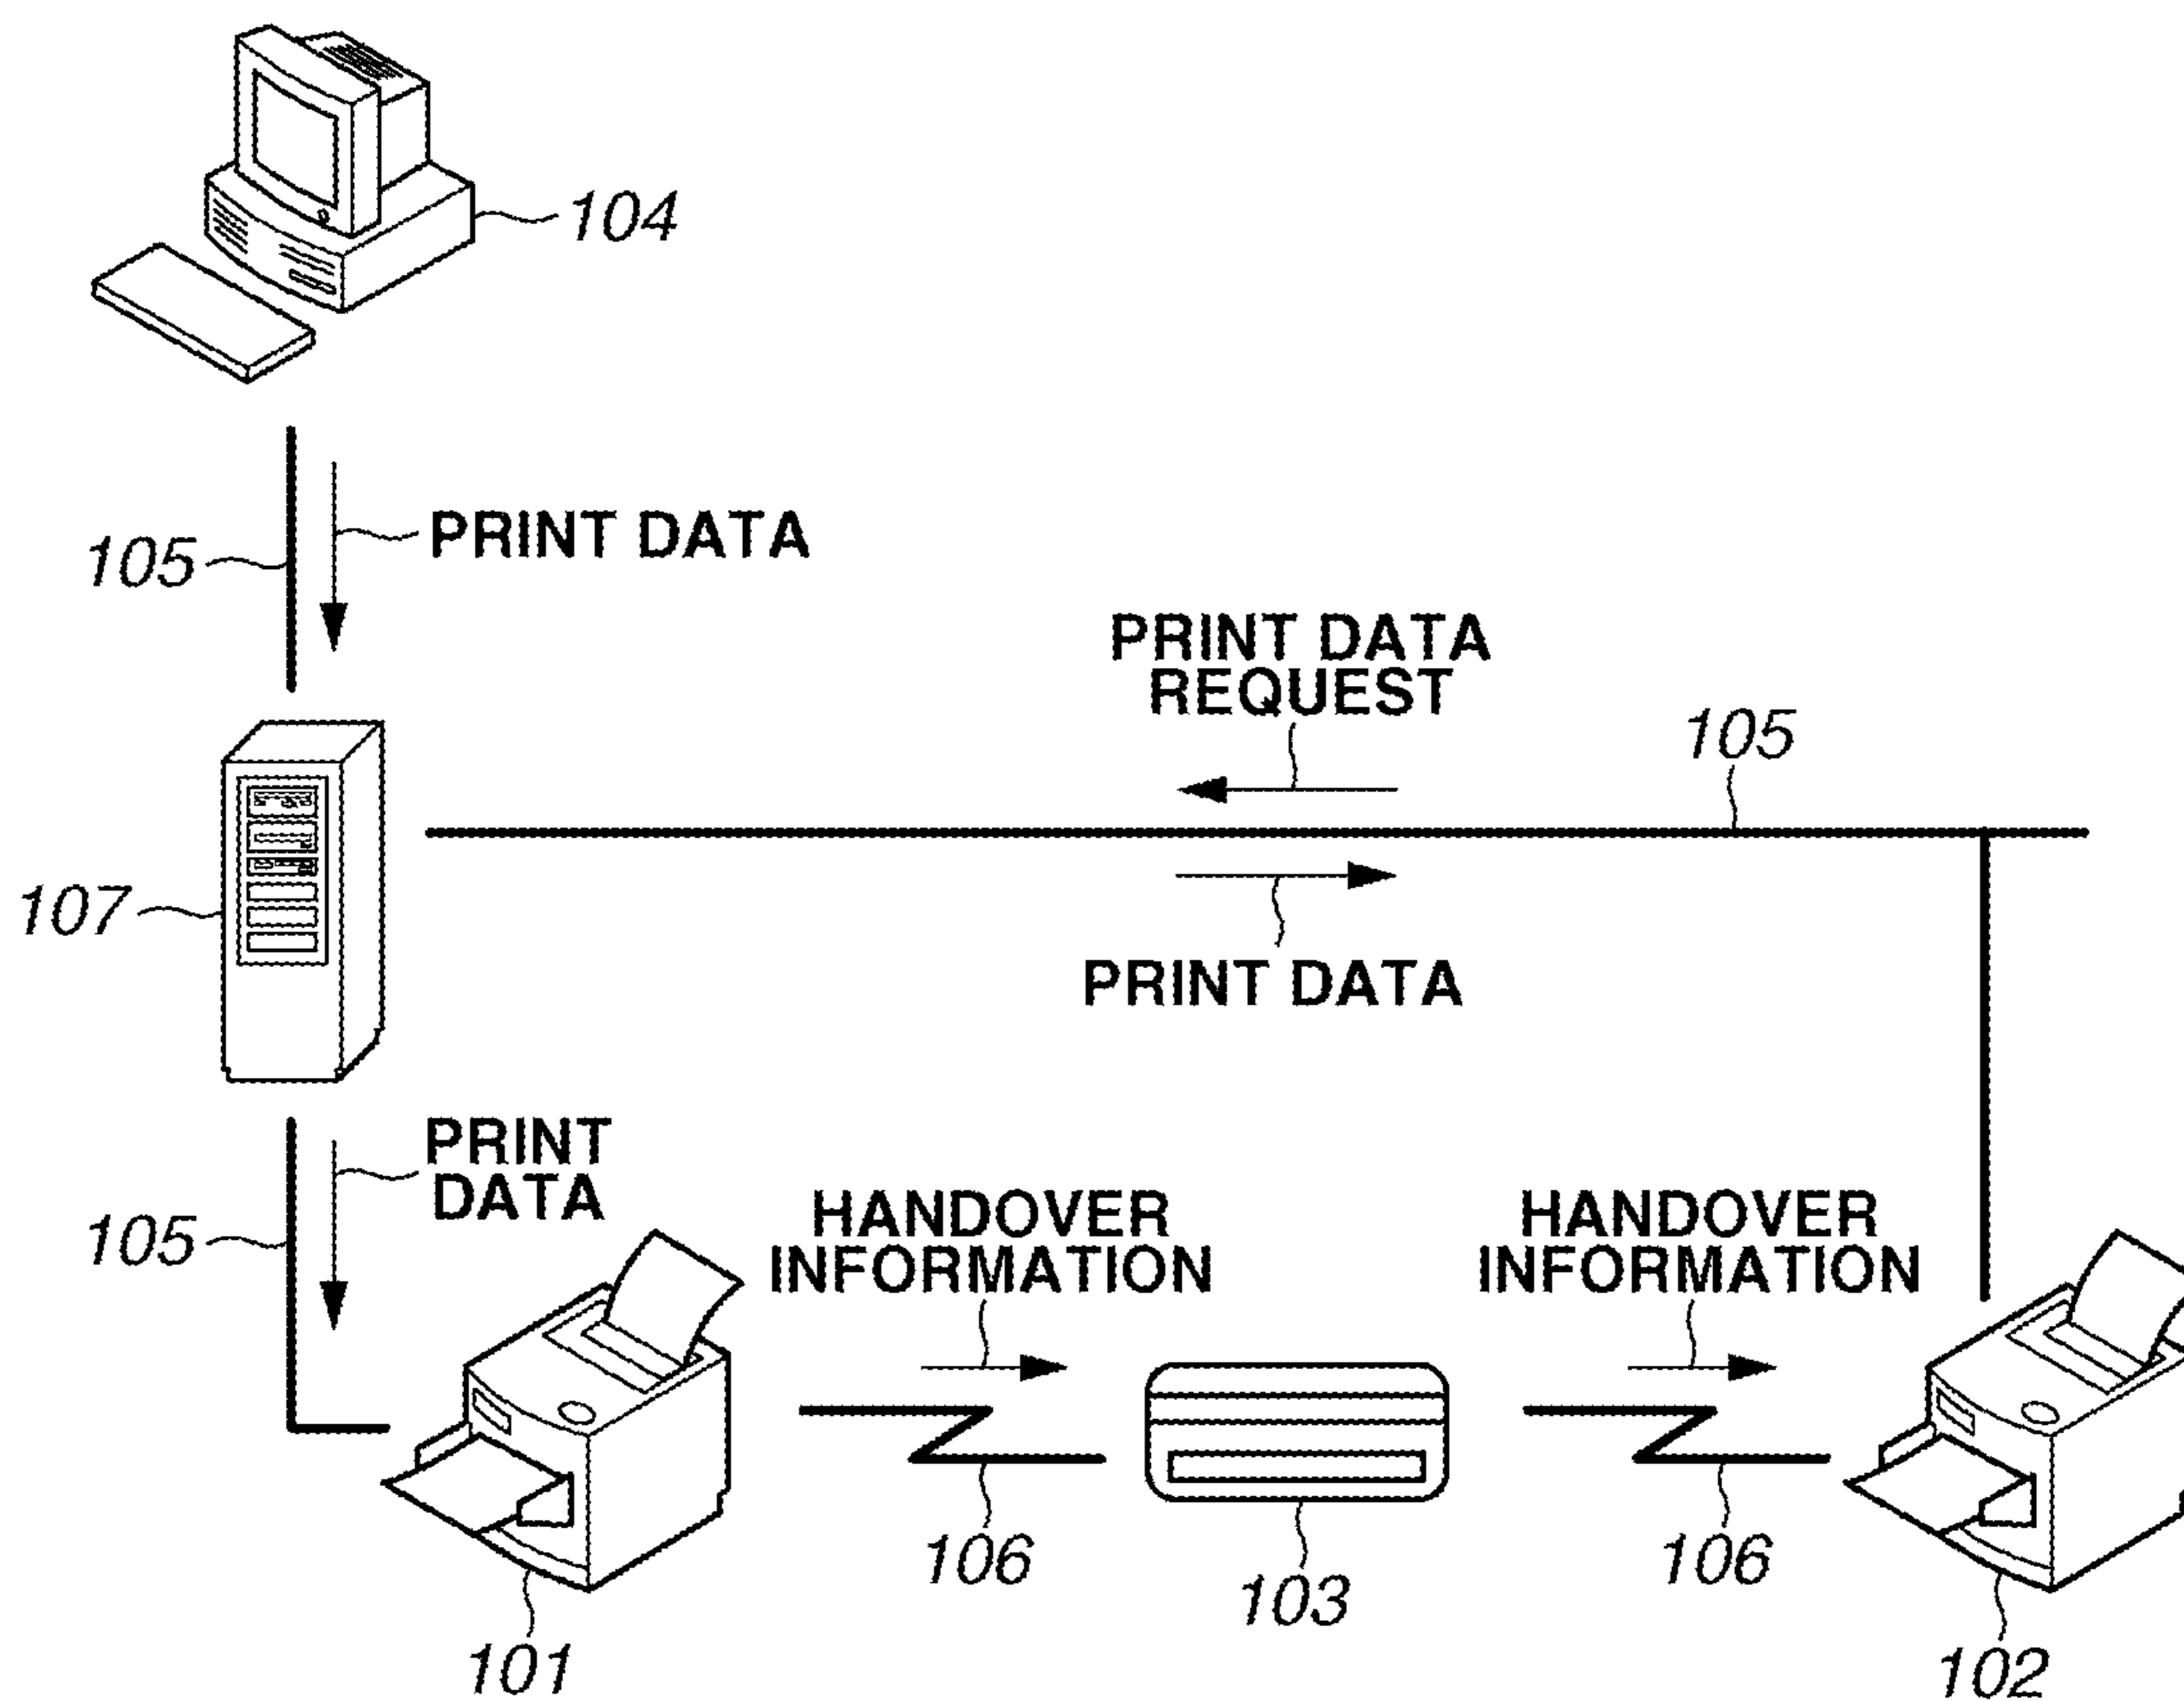 104
105
PRINT DATA
PRINT DATA
REQUEST
105
107
PRINT DATA
PRINT
DATA
105
HANDOVER
INFORMATION
HANDOVER
INFORMATION
106
103
106
101
102